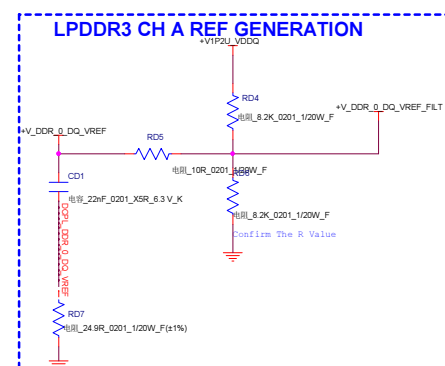 LPDDR3 CH A REF GENERATION
+V1P2U_VDDQ
RD4
电阻_8.2K_0201_1/20W_F
+V_DDR_0_DQ_VREF_FILT
+V_DDR_0_DQ_VREF
RD5
电阻_10R_0201_1/20W_F
CD1
RD6
电容_22nF_0201_X5R_6.3 V_K
电阻_8.2K_0201_1/20W_F
Confirm The R Value
DQPL_DDR_0_DQ_VREF
RD7
电阻_24.9R_0201_1/20W_F(±1%)